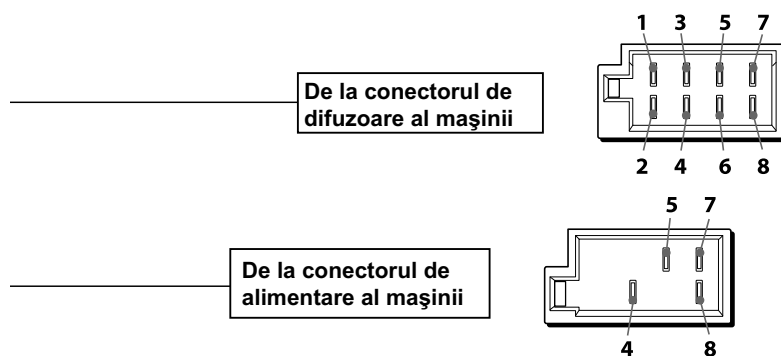 1 3 5 7
De la conectorul de
difuzoare al maşinii
2 4 6 8
5 7
De la conectorul de
alimentare al maşinii
4 8